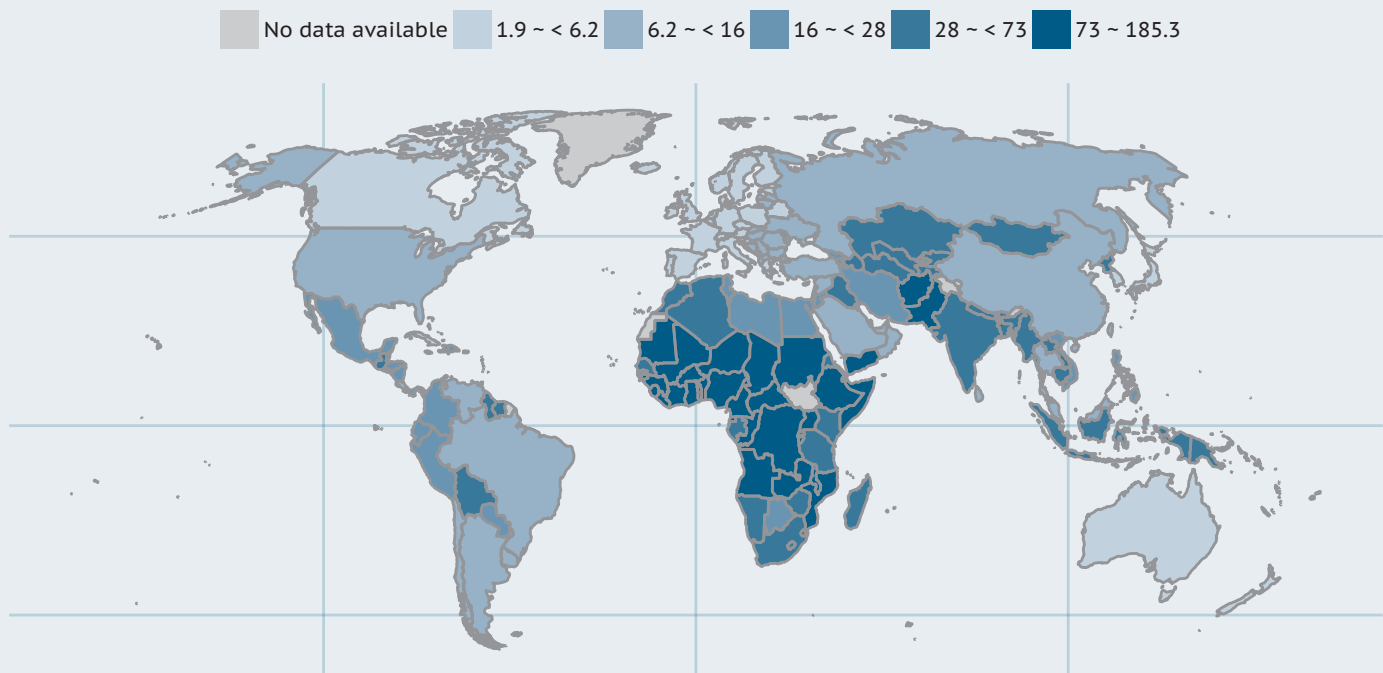 No data available 1.9 ~ < 6.2 6.2 ~ < 16 16 ~ < 28 28 ~ < 73 73 ~ 185.3